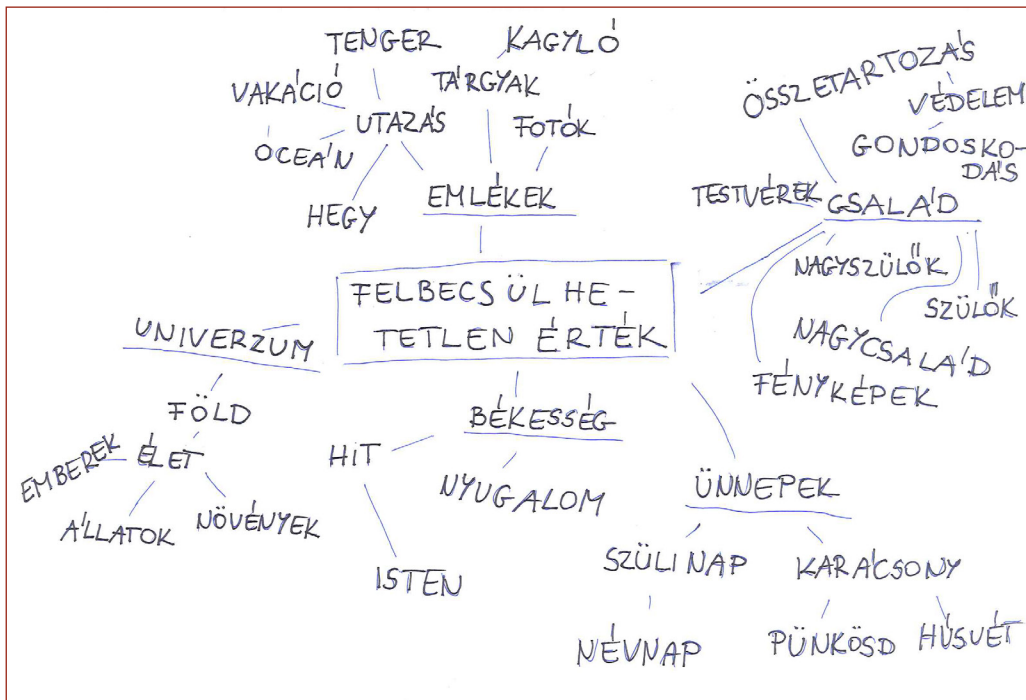 TENGER
KAGYLÓ
VAKÁCIÓ
TÁRGYAK
UTAZÁS
FOTÓK
ÓCEÁN
HEGY
EMLÉKEK
ÖSSZETARTOZÁS
VÉDELEM
GONDOSKO-
DÁS
TESTVÉREK
CSALÁD
NAGYSZÜLŐK
SZÜLŐK
NAGYCSALÁD
FÉNYKÉPEK
FELBECSÜLHE-
TETLEN ÉRTÉK
UNIVERZUM
FÖLD
EMBEREK
ÉLET
ÁLLATOK
NÖVÉNYEK
BÉKESSÉG
HIT
NYUGALOM
ISTEN
ÜNNEPEK
SZÜLINAP
KARÁCSONY
NÉVNAP
PÜNKÖSD
HÚSVÉT